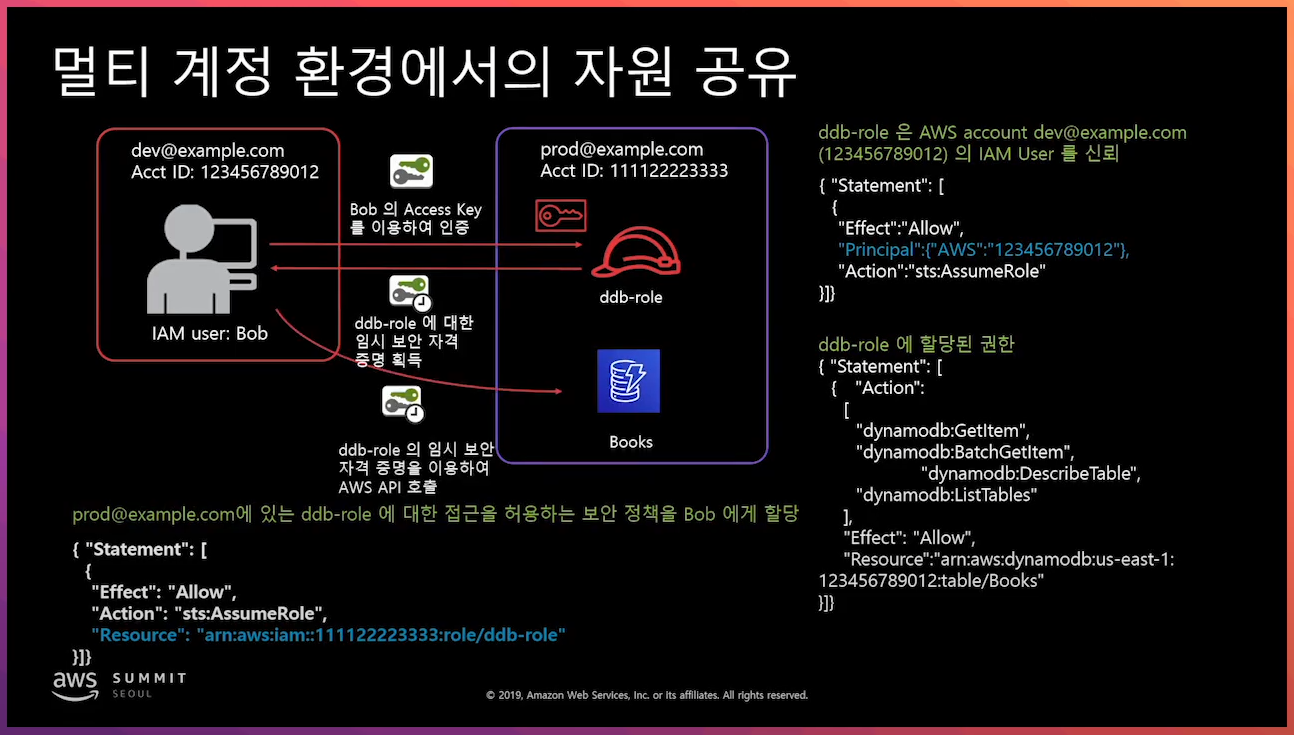 멀티 계정 환경에서의 자원 공유
dev@example.com
Acct ID: 123456789012
IAM user: Bob
Bob 의 Access Key
를 이용하여 인증
ddb-role 에 대한
임시 보안 자격
증명 획득
ddb-role 의 임시 보안
자격 증명을 이용하여
AWS API 호출
prod@example.com
Acct ID: 111122223333
ddb-role
Books
prod@example.com에 있는 ddb-role 에 대한 접근을 허용하는 보안 정책을 Bob 에게 할당
{ "Statement": [
{
"Effect": "Allow",
"Action": "sts:AssumeRole",
"Resource": "arn:aws:iam::111122223333:role/ddb-role"
}]}
ddb-role 은 AWS account dev@example.com
(123456789012) 의 IAM User 를 신뢰
{ "Statement": [
{
"Effect":"Allow",
"Principal":{"AWS":"123456789012"},
"Action":"sts:AssumeRole"
}]}
ddb-role 에 할당된 권한
{ "Statement": [
{ "Action":
[
"dynamodb:GetItem",
"dynamodb:BatchGetItem",
"dynamodb:DescribeTable",
"dynamodb:ListTables"
],
"Effect": "Allow",
"Resource":"arn:aws:dynamodb:us-east-1:
123456789012:table/Books"
}]}
aws SUMMIT
SEOUL
© 2019, Amazon Web Services, Inc. or its affiliates. All rights reserved.